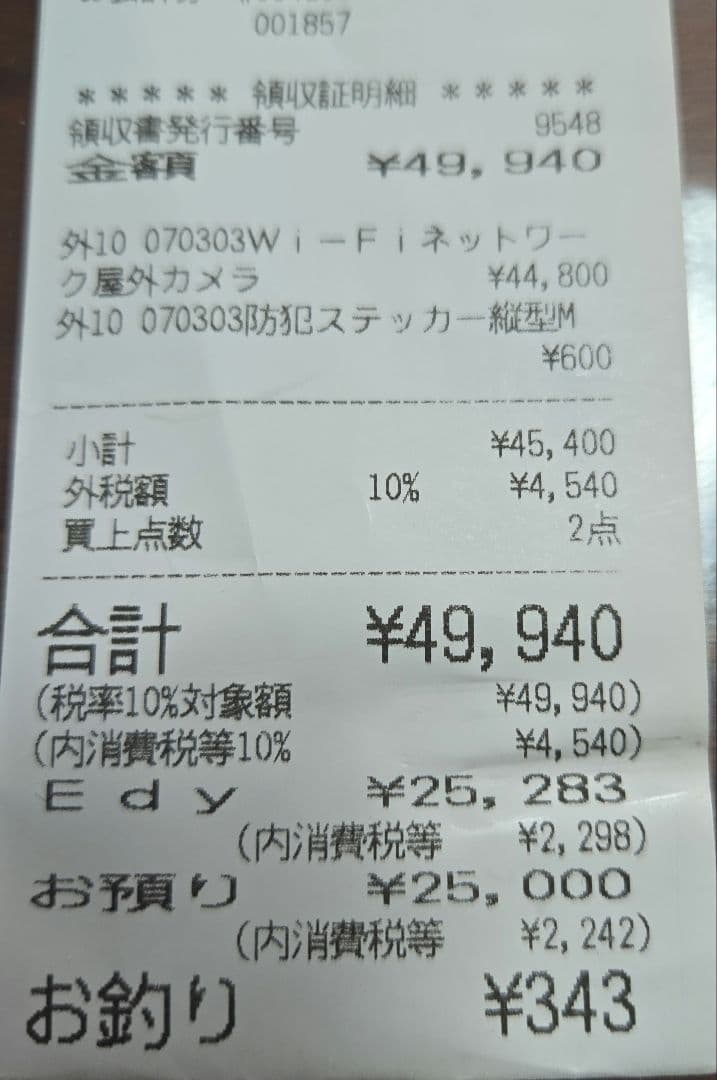 001857
***** 領収証明細 *****
領収書発行番号 9548
金額 ¥49,940
外10 070303Wi-Fiネットワー
ク屋外カメラ ¥44,800
外10 070303防犯ステッカー縦型M
¥600
小計 ¥45,400
外税額 10% ¥4,540
買上点数 2点
合計 ¥49,940
(税率10%対象額 ¥49,940)
(内消費税等10% ¥4,540)
Edy ¥25,283
(内消費税等 ¥2,298)
お預り ¥25,000
(内消費税等 ¥2,242)
お釣り ¥343